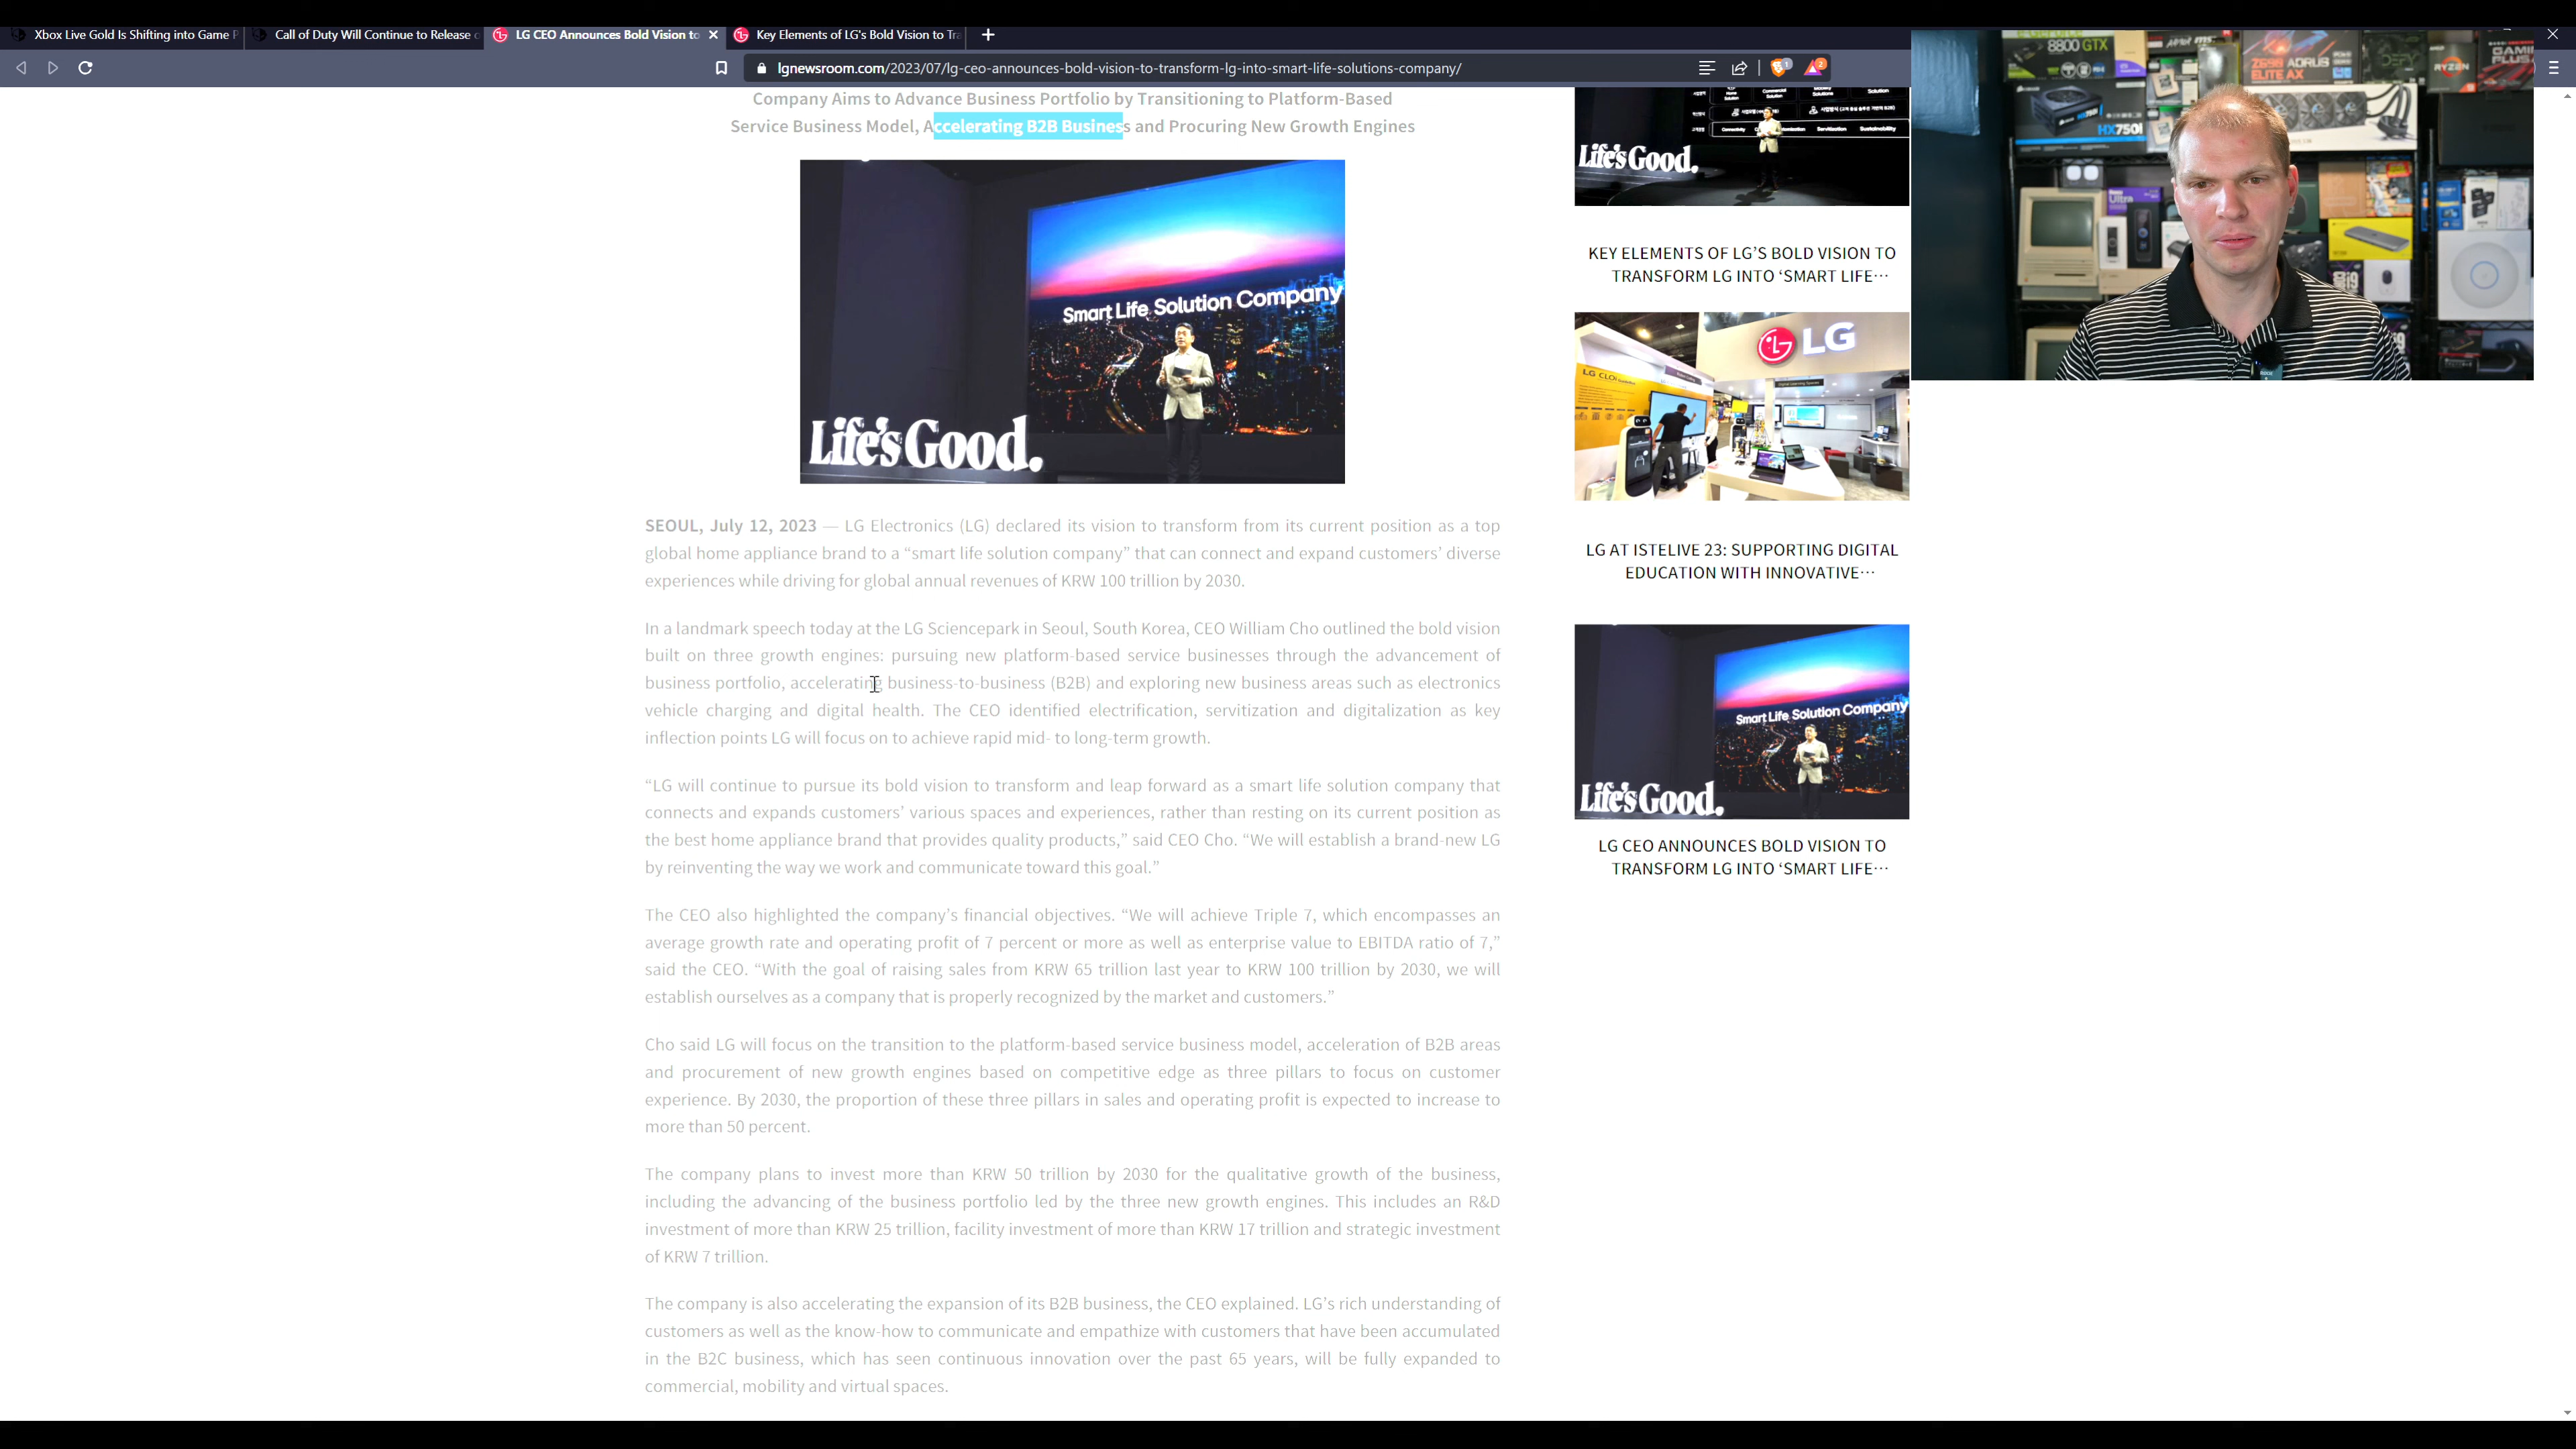 Xbox Live Gold Is Shifting into Game P
Call of Duty Will Continue to Release
LG CEO Announces Bold Vision to
Key Elements of LG's Bold Vision to Tra
lgnewsroom.com/2023/07/lg-ceo-announces-bold-vision-to-transform-lg-into-smart-life-solutions-company/
1
2
Company Aims to Advance Business Portfolio by Transitioning to Platform-Based
Service Business Model, Accelerating B2B Business and Procuring New Growth Engines
Smart Life Solution Company
Life's Good.
SEOUL, July 12, 2023 — LG Electronics (LG) declared its vision to transform from its current position as a top
global home appliance brand to a “smart life solution company” that can connect and expand customers’ diverse
experiences while driving for global annual revenues of KRW 100 trillion by 2030.
In a landmark speech today at the LG Sciencepark in Seoul, South Korea, CEO William Cho outlined the bold vision
built on three growth engines: pursuing new platform-based service businesses through the advancement of
business portfolio, accelerating business-to-business (B2B) and exploring new business areas such as electronics
vehicle charging and digital health. The CEO identified electrification, servitization and digitalization as key
inflection points LG will focus on to achieve rapid mid- to long-term growth.
“LG will continue to pursue its bold vision to transform and leap forward as a smart life solution company that
connects and expands customers’ various spaces and experiences, rather than resting on its current position as
the best home appliance brand that provides quality products,” said CEO Cho. “We will establish a brand-new LG
by reinventing the way we work and communicate toward this goal.”
The CEO also highlighted the company’s financial objectives. “We will achieve Triple 7, which encompasses an
average growth rate and operating profit of 7 percent or more as well as enterprise value to EBITDA ratio of 7,”
said the CEO. “With the goal of raising sales from KRW 65 trillion last year to KRW 100 trillion by 2030, we will
establish ourselves as a company that is properly recognized by the market and customers.”
Cho said LG will focus on the transition to the platform-based service business model, acceleration of B2B areas
and procurement of new growth engines based on competitive edge as three pillars to focus on customer
experience. By 2030, the proportion of these three pillars in sales and operating profit is expected to increase to
more than 50 percent.
The company plans to invest more than KRW 50 trillion by 2030 for the qualitative growth of the business,
including the advancing of the business portfolio led by the three new growth engines. This includes an R&D
investment of more than KRW 25 trillion, facility investment of more than KRW 17 trillion and strategic investment
of KRW 7 trillion.
The company is also accelerating the expansion of its B2B business, the CEO explained. LG’s rich understanding of
customers as well as the know-how to communicate and empathize with customers that have been accumulated
in the B2C business, which has seen continuous innovation over the past 65 years, will be fully expanded to
commercial, mobility and virtual spaces.
Connectivity
Servitization
Sustainability
Life's Good.
KEY ELEMENTS OF LG’S BOLD VISION TO
TRANSFORM LG INTO ‘SMART LIFE…
LG
LG CLOi
LG AT ISTELIVE 23: SUPPORTING DIGITAL
EDUCATION WITH INNOVATIVE…
Smart Life Solution Company
Life's Good.
LG CEO ANNOUNCES BOLD VISION TO
TRANSFORM LG INTO ‘SMART LIFE…
8800 GTX
HX750i
Z690 AORUS
ELITE AX
RYZEN
Ultra